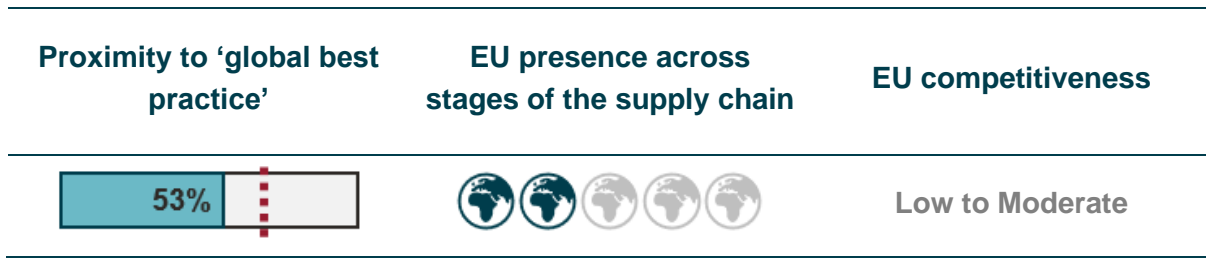 Proximity to ‘global best
practice’
EU presence across
stages of the supply chain
EU competitiveness
53%
Low to Moderate